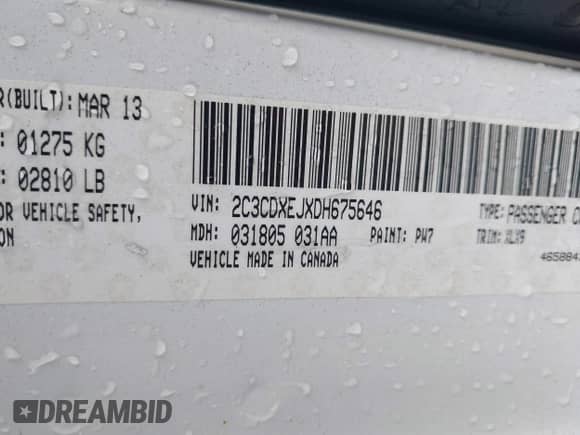 R(BUILT): MAR 13
: 01275 KG
: 02810 LB
OR VEHICLE SAFETY,
ON
VIN: 2C3CDXEJXDH675646 TYPE: PASSENGER
MDH: 031805 031AA PAINT: PW7 TRIM: XLX9
VEHICLE MADE IN CANADA
DREAMBID